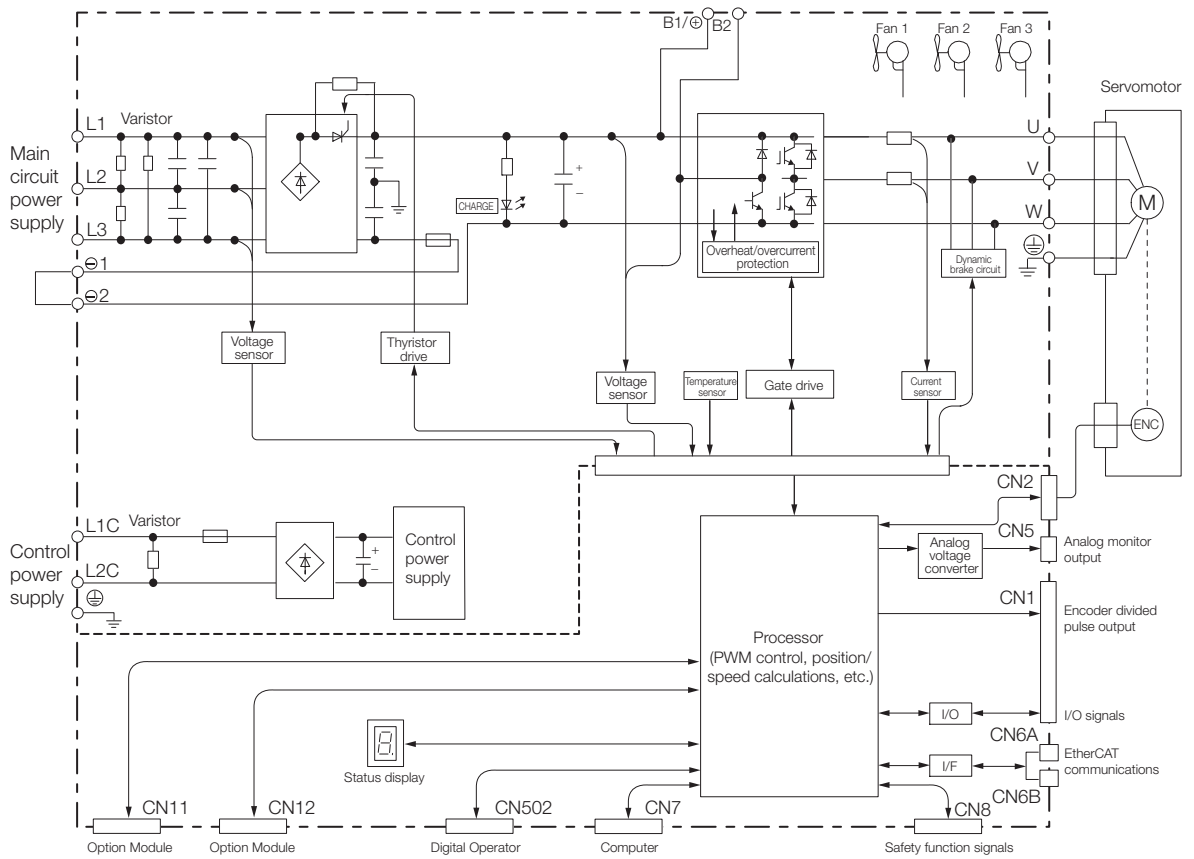 B1/⊕ B2
Fan 1 Fan 2 Fan 3
Servomotor
Main
circuit
power
supply
L1
Varistor
L2
L3
⊖1
⊖2
CHARGE
+
–
Overheat/overcurrent
protection
U
V
W
Dynamic
brake circuit
M
ENC
Voltage
sensor
Thyristor
drive
Voltage
sensor
Temperature
sensor
Gate drive
Current
sensor
Control
power
supply
L1C
Varistor
L2C
+
–
Control
power
supply
Processor
(PWM control, position/
speed calculations, etc.)
CN2
CN5
Analog
voltage
converter
Analog monitor
output
CN1
Encoder divided
pulse output
I/O
I/O signals
CN6A
I/F
EtherCAT
communications
CN6B
8.
Status display
CN11
Option Module
CN12
Option Module
CN502
Digital Operator
CN7
Computer
CN8
Safety function signals